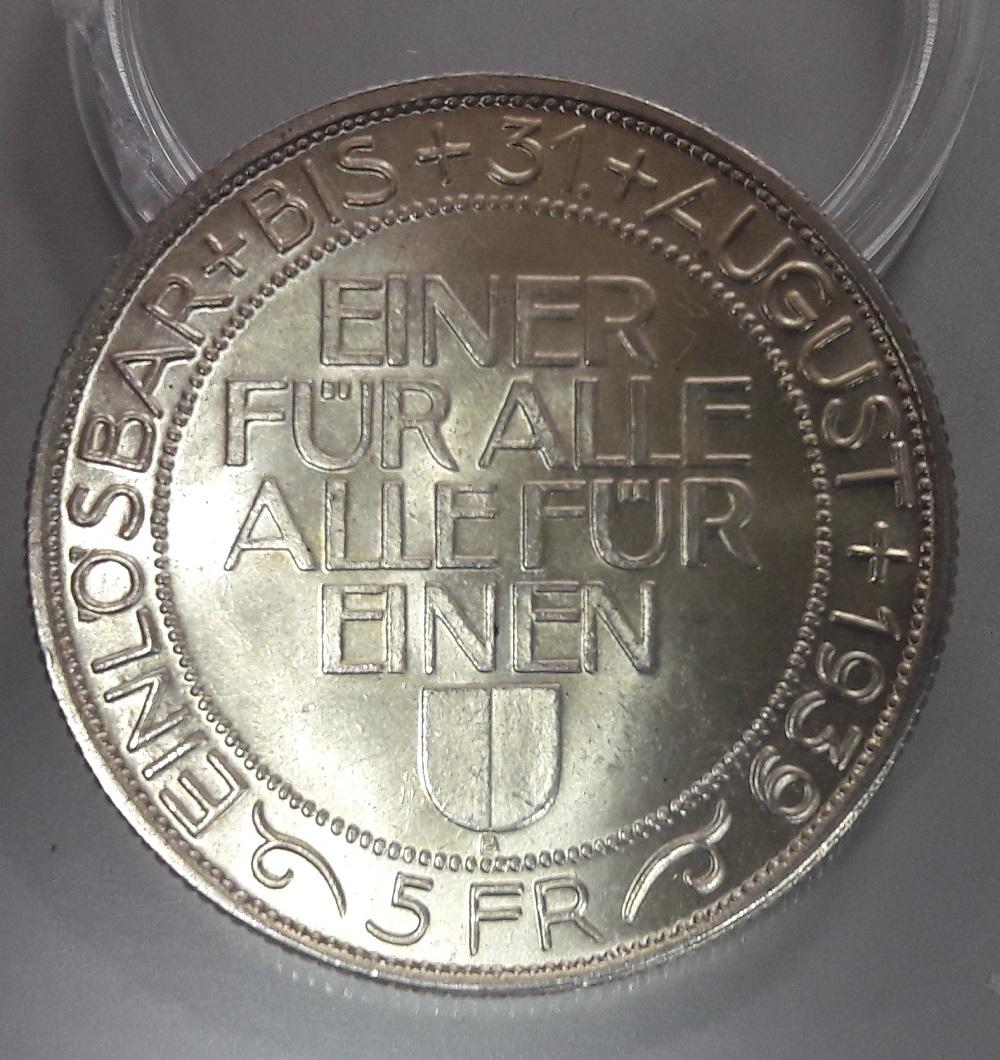 EINLÖSBAR + BIS + 31. + AUGUST + 1939
EINER
FÜR ALLE
ALLE FÜR
EINEN
B
5 FR